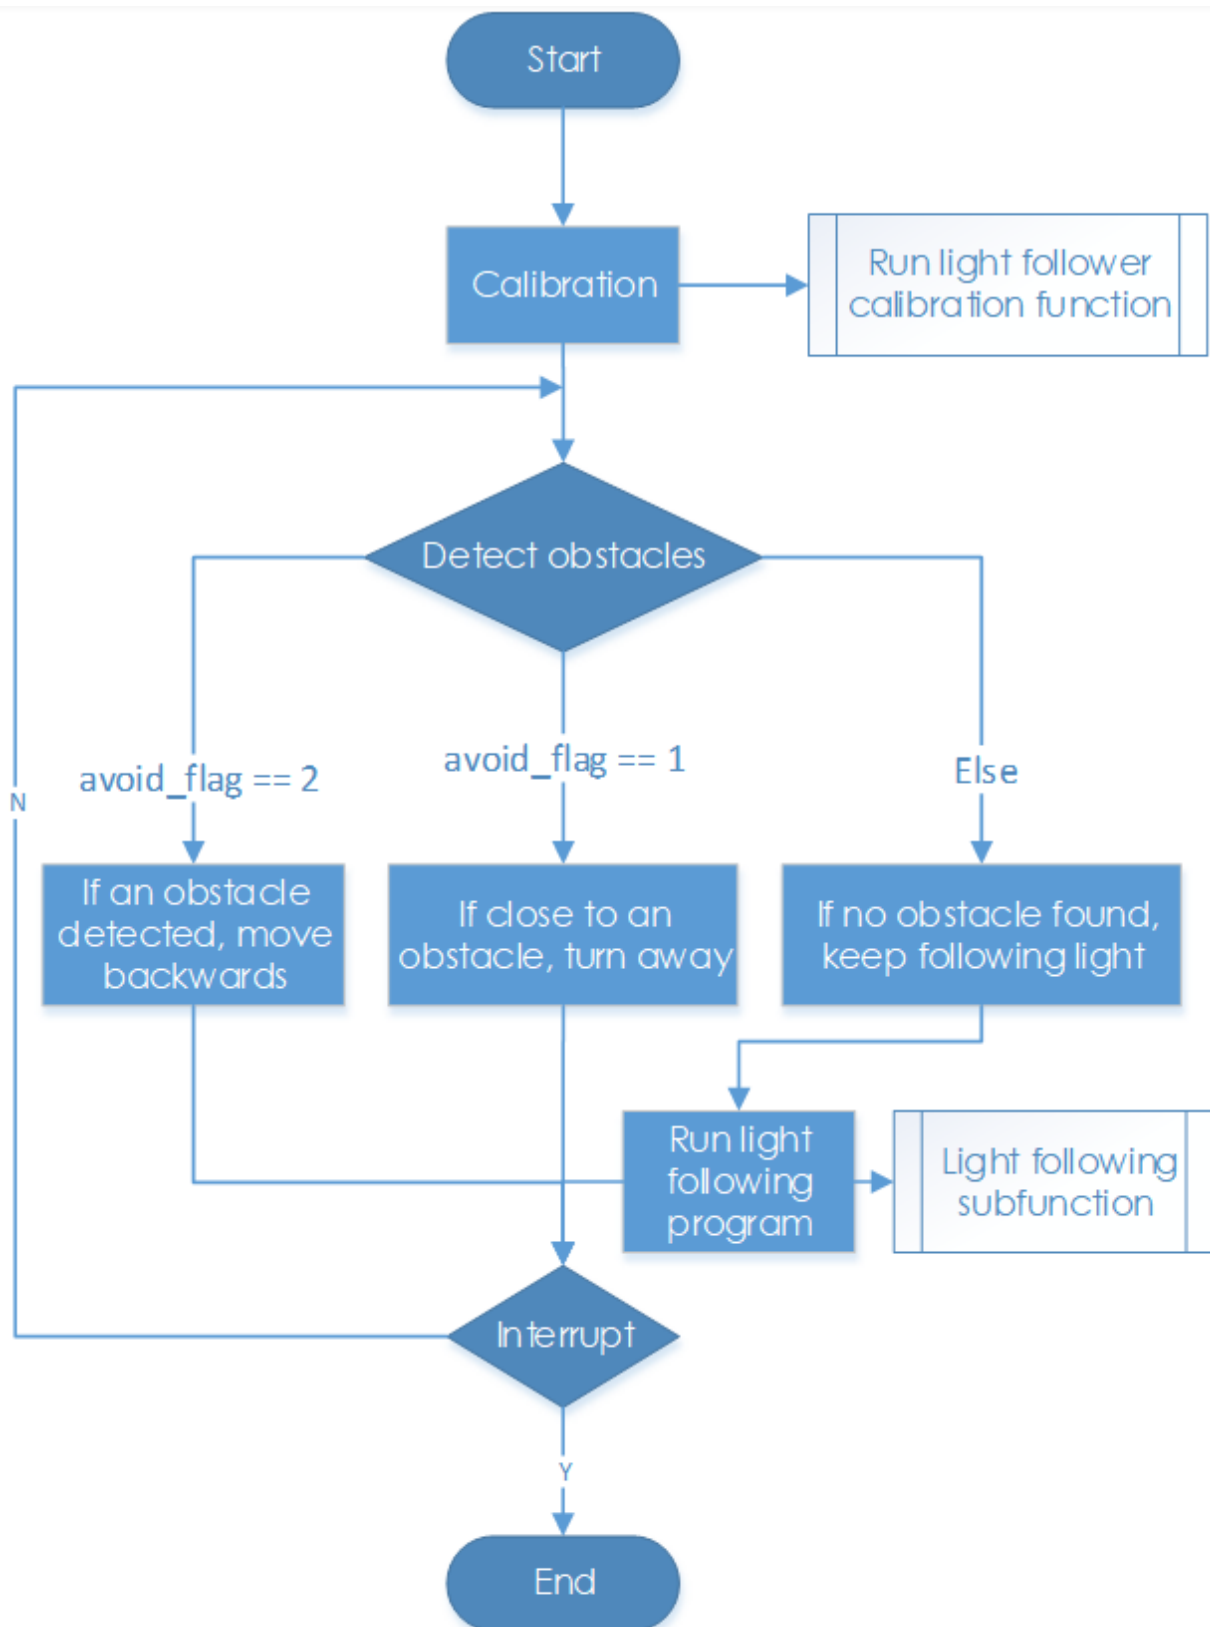 Start
Calibration
Run light follower
calibration function
Detect obstacles
avoid_flag == 2
avoid_flag == 1
Else
N
If an obstacle
detected, move
backwards
If close to an
obstacle, turn away
If no obstacle found,
keep following light
Run light
following
program
Light following
subfunction
Interrupt
Y
End